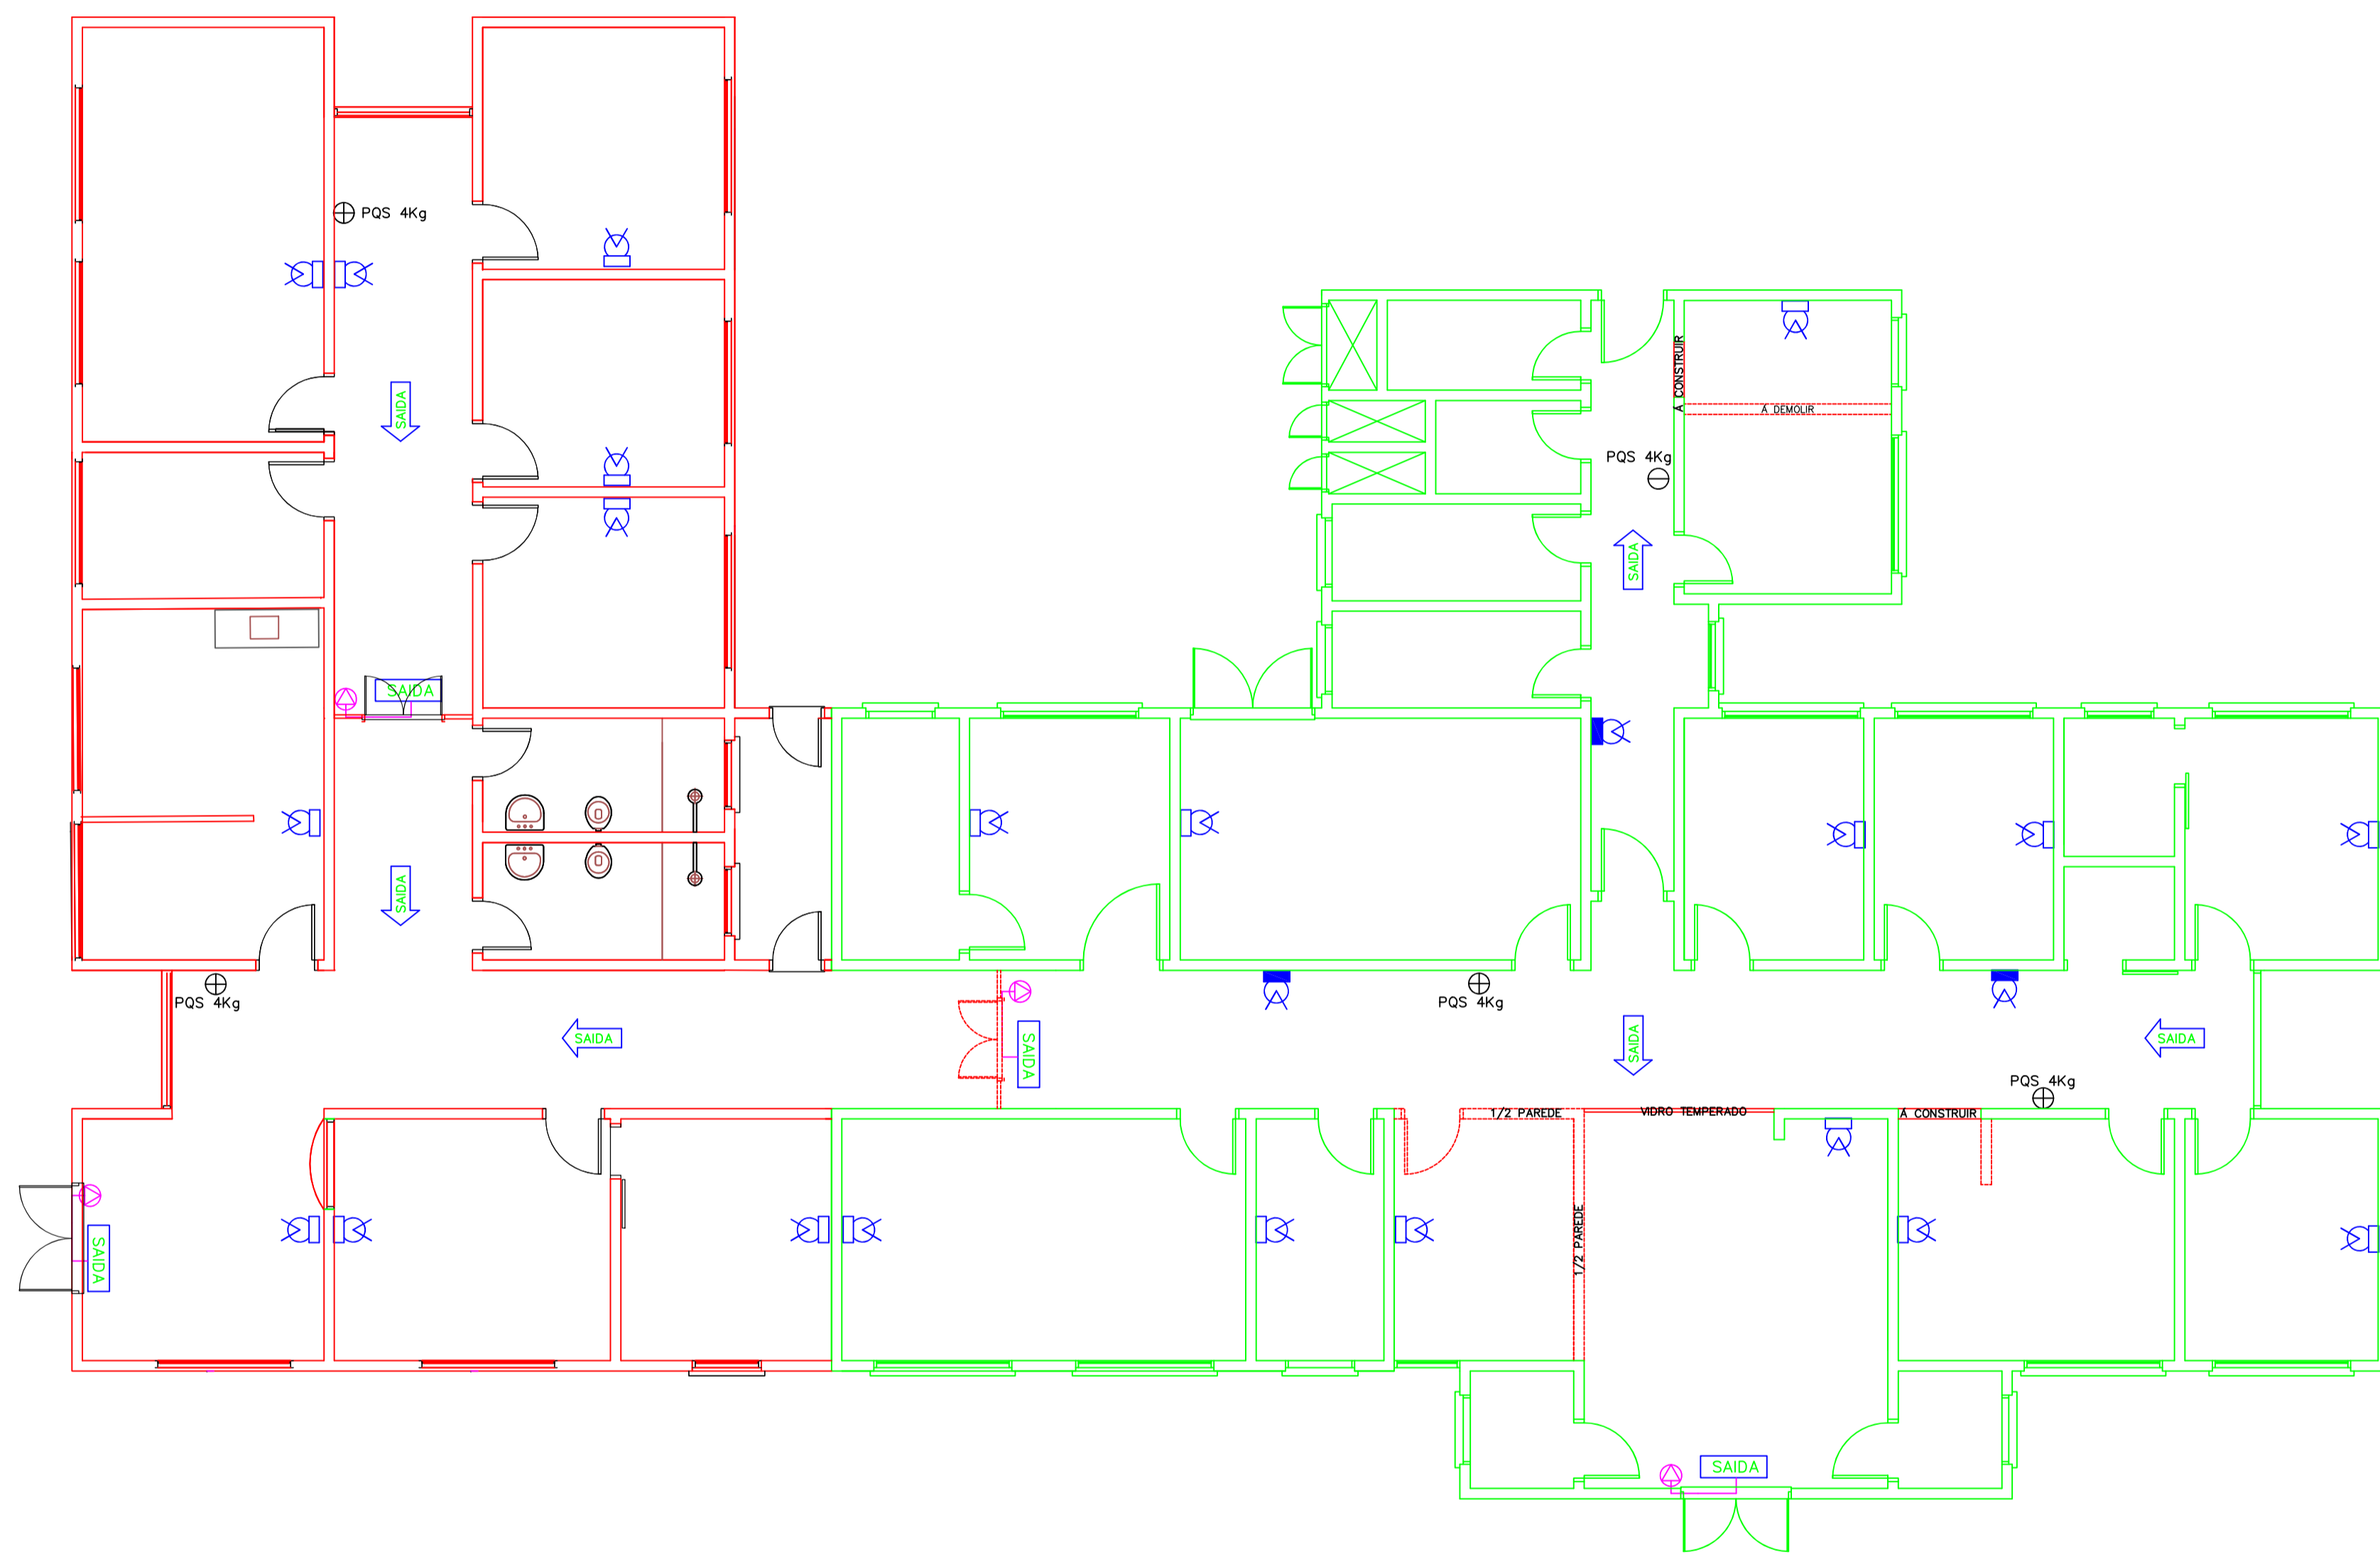 PQS 4Kg
A CONSTRUIR
SAIDA
Á DEMOLIR
PQS 4Kg
SAIDA
SAIDA
SAIDA
PQS 4Kg
PQS 4Kg
SAIDA
SAIDA
SAIDA
SAIDA
PQS 4Kg
1/2 PAREDE
VIDRO TEMPERADO
Á CONSTRUIR
1/2 PAREDE
SAIDA
SAIDA